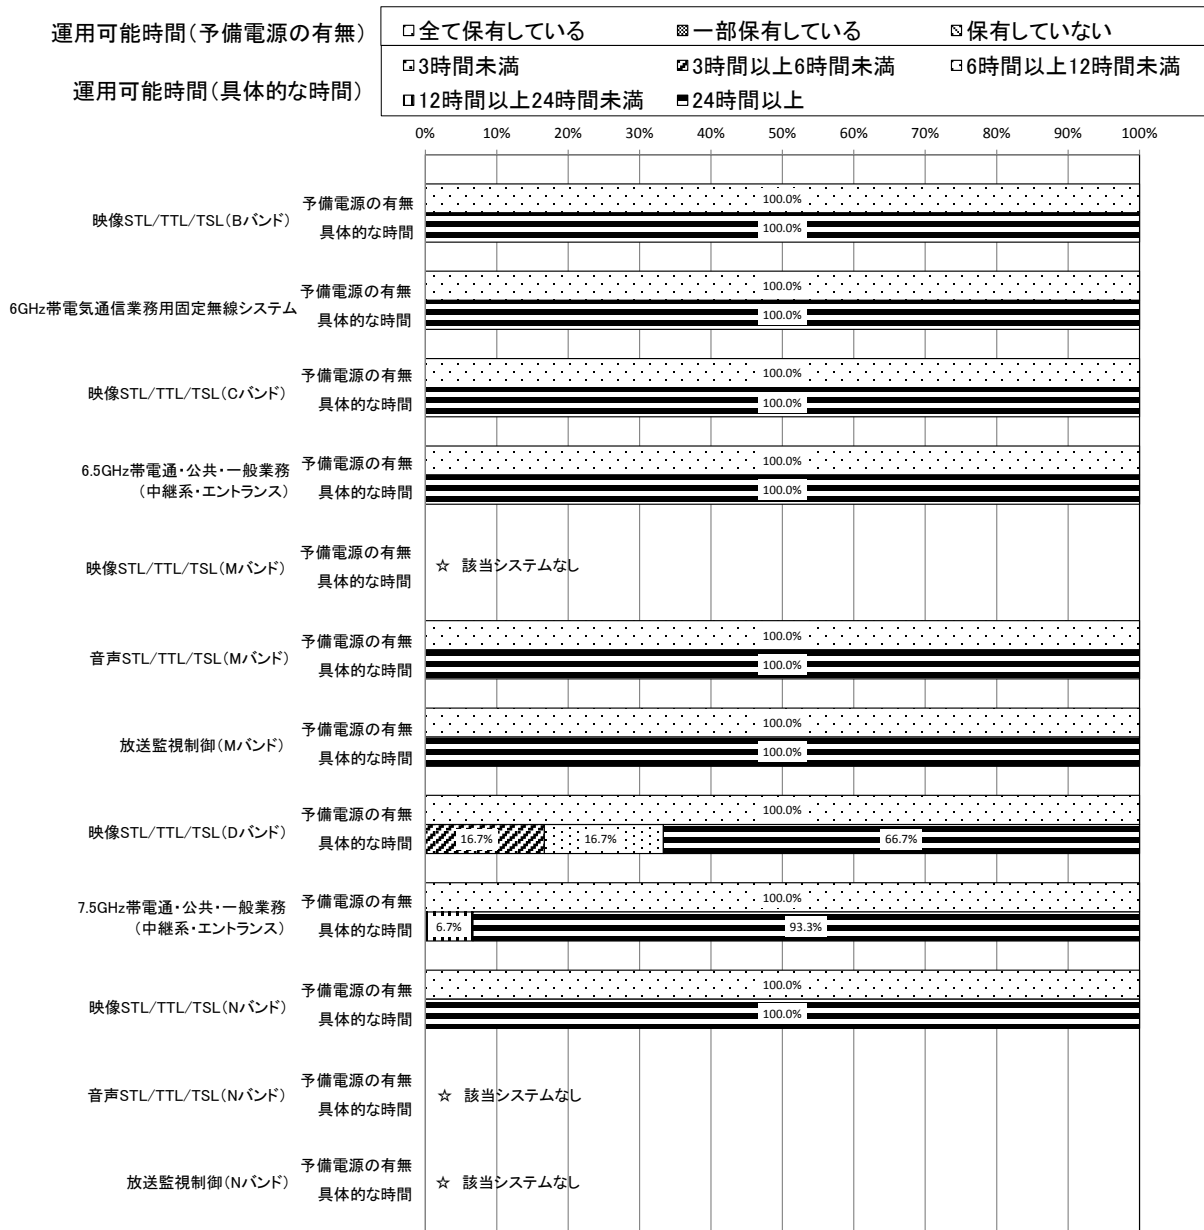 運用可能時間(予備電源の有無)
全て保有している 一部保有している 保有していない
運用可能時間(具体的な時間)
3時間未満 3時間以上6時間未満 6時間以上12時間未満
12時間以上24時間未満 24時間以上
0% 10% 20% 30% 40% 50% 60% 70% 80% 90% 100%
映像STL/TTL/TSL(Bバンド)
予備電源の有無 100.0%
具体的な時間 100.0%
6GHz帯電気通信業務用固定無線システム
予備電源の有無 100.0%
具体的な時間 100.0%
映像STL/TTL/TSL(Cバンド)
予備電源の有無 100.0%
具体的な時間 100.0%
6.5GHz帯電通・公共・一般業務
(中継系・エントランス)
予備電源の有無 100.0%
具体的な時間 100.0%
映像STL/TTL/TSL(Mバンド)
予備電源の有無
具体的な時間
☆ 該当システムなし
音声STL/TTL/TSL(Mバンド)
予備電源の有無 100.0%
具体的な時間 100.0%
放送監視制御(Mバンド)
予備電源の有無 100.0%
具体的な時間 100.0%
映像STL/TTL/TSL(Dバンド)
予備電源の有無 100.0%
具体的な時間 16.7% 16.7% 66.7%
7.5GHz帯電通・公共・一般業務
(中継系・エントランス)
予備電源の有無 100.0%
具体的な時間 6.7% 93.3%
映像STL/TTL/TSL(Nバンド)
予備電源の有無 100.0%
具体的な時間 100.0%
音声STL/TTL/TSL(Nバンド)
予備電源の有無
具体的な時間
☆ 該当システムなし
放送監視制御(Nバンド)
予備電源の有無
具体的な時間
☆ 該当システムなし